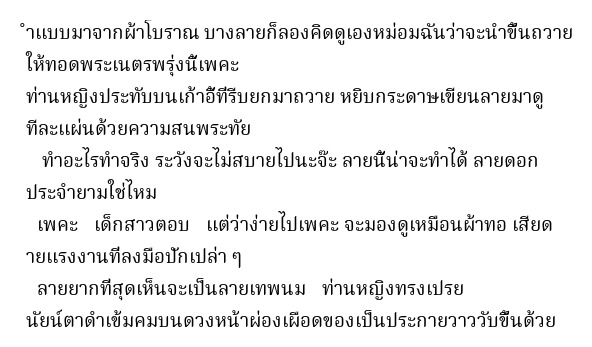 ำแบบมาจากผ้าโบราณ บางลายก็ลองคิดดูเองหม่อมฉันว่าจะนำขึ้นถวาย
ให้ทอดพระเนตรพรุ่งนี้เพคะ
ท่านหญิงประทับบนเก้าอี้ที่รีบยกมาถวาย หยิบกระดาษเขียนลายมาดู
ทีละแผ่นด้วยความสนพระทัย
ทำอะไรทำจริง ระวังจะไม่สบายไปนะจ๊ะ ลายนี้น่าจะทำได้ ลายดอก
ประจำยามใช่ไหม
เพคะ เด็กสาวตอบ แต่ว่าง่ายไปเพคะ จะมองดูเหมือนผ้าทอ เสียด
ายแรงงานที่ลงมือปักเปล่า ๆ
ลายยากที่สุดเห็นจะเป็นลายเทพนม ท่านหญิงทรงเปรย
นัยน์ตาดำเข้มคมบนดวงหน้าผ่องเผือดของเป็นประกายวาววับขึ้นด้วย